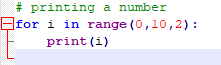 # printing a number
for i in range(0,10,2):
    print(i)